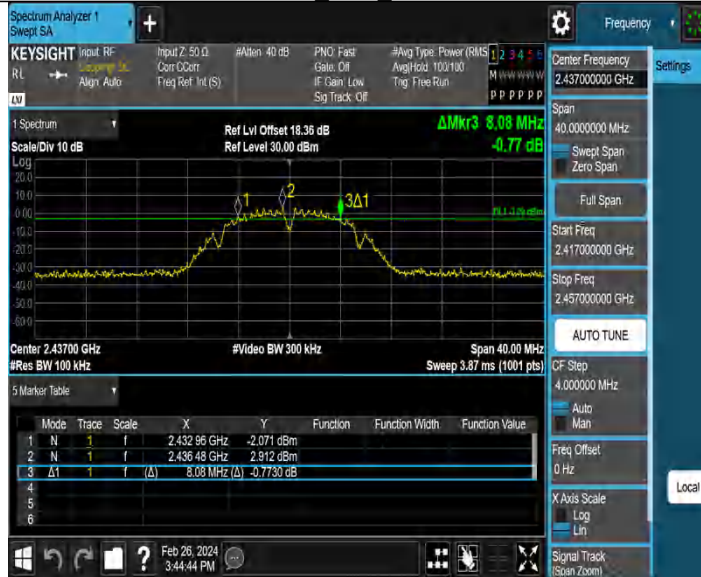 Spectrum Analyzer 1
Swept SA
Frequency
KEYSIGHT Input: RF
Input Z: 50 Ω
#Atten: 40 dB
PNO: Fast
#Avg Type: Power (RMS
1 2 3 4 5 6
RL
Align: Auto
Corr CCorr
Freq Ref: Int (S)
Gate: Off
IF Gain: Low
Sig Track: Off
Avg|Hold: 100/100
Trig: Free Run
M W W W W W
P P P P P P
LXI
Center Frequency
2.437000000 GHz
Settings
1 Spectrum
Ref Lvl Offset 18.36 dB
ΔMkr3 8.08 MHz
Scale/Div 10 dB
Ref Level 30.00 dBm
-0.77 dB
Span
40.0000000 MHz
Swept Span
Zero Span
Log
20.0
10.0
0.00
-10.0
-20.0
-30.0
-40.0
-50.0
-60.0
1
2
3Δ1
Full Span
Start Freq
2.417000000 GHz
Stop Freq
2.457000000 GHz
AUTO TUNE
Center 2.43700 GHz
#Video BW 300 kHz
Span 40.00 MHz
#Res BW 100 kHz
Sweep 3.87 ms (1001 pts)
CF Step
4.000000 MHz
Auto
Man
5 Marker Table
Mode Trace Scale X Y Function Function Width Function Value
1 N 1 f 2.432 96 GHz -2.071 dBm
2 N 1 f 2.436 48 GHz 2.912 dBm
3 Δ1 1 f (Δ) 8.08 MHz (Δ) -0.7730 dB
4
5
6
Freq Offset
0 Hz
X Axis Scale
Log
Lin
Local
Signal Track
(Span Zoom)
?
Feb 26, 2024
3:44:44 PM